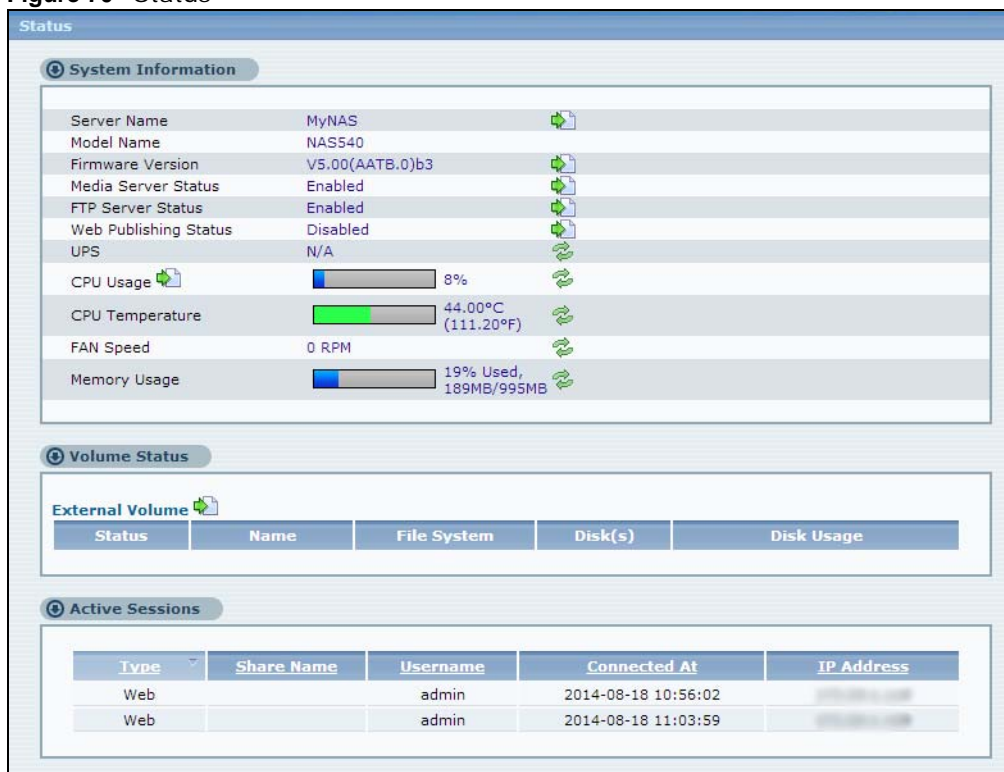 Status
System Information
Server Name MyNAS
Model Name NAS540
Firmware Version V5.00(AATB.0)b3
Media Server Status Enabled
FTP Server Status Enabled
Web Publishing Status Disabled
UPS N/A
CPU Usage 8%
CPU Temperature 44.00°C
(111.20°F)
FAN Speed 0 RPM
Memory Usage 19% Used,
189MB/995MB
Volume Status
External Volume
Status Name File System Disk(s) Disk Usage
Active Sessions
Type Share Name Username Connected At IP Address
Web admin 2014-08-18 10:56:02
Web admin 2014-08-18 11:03:59